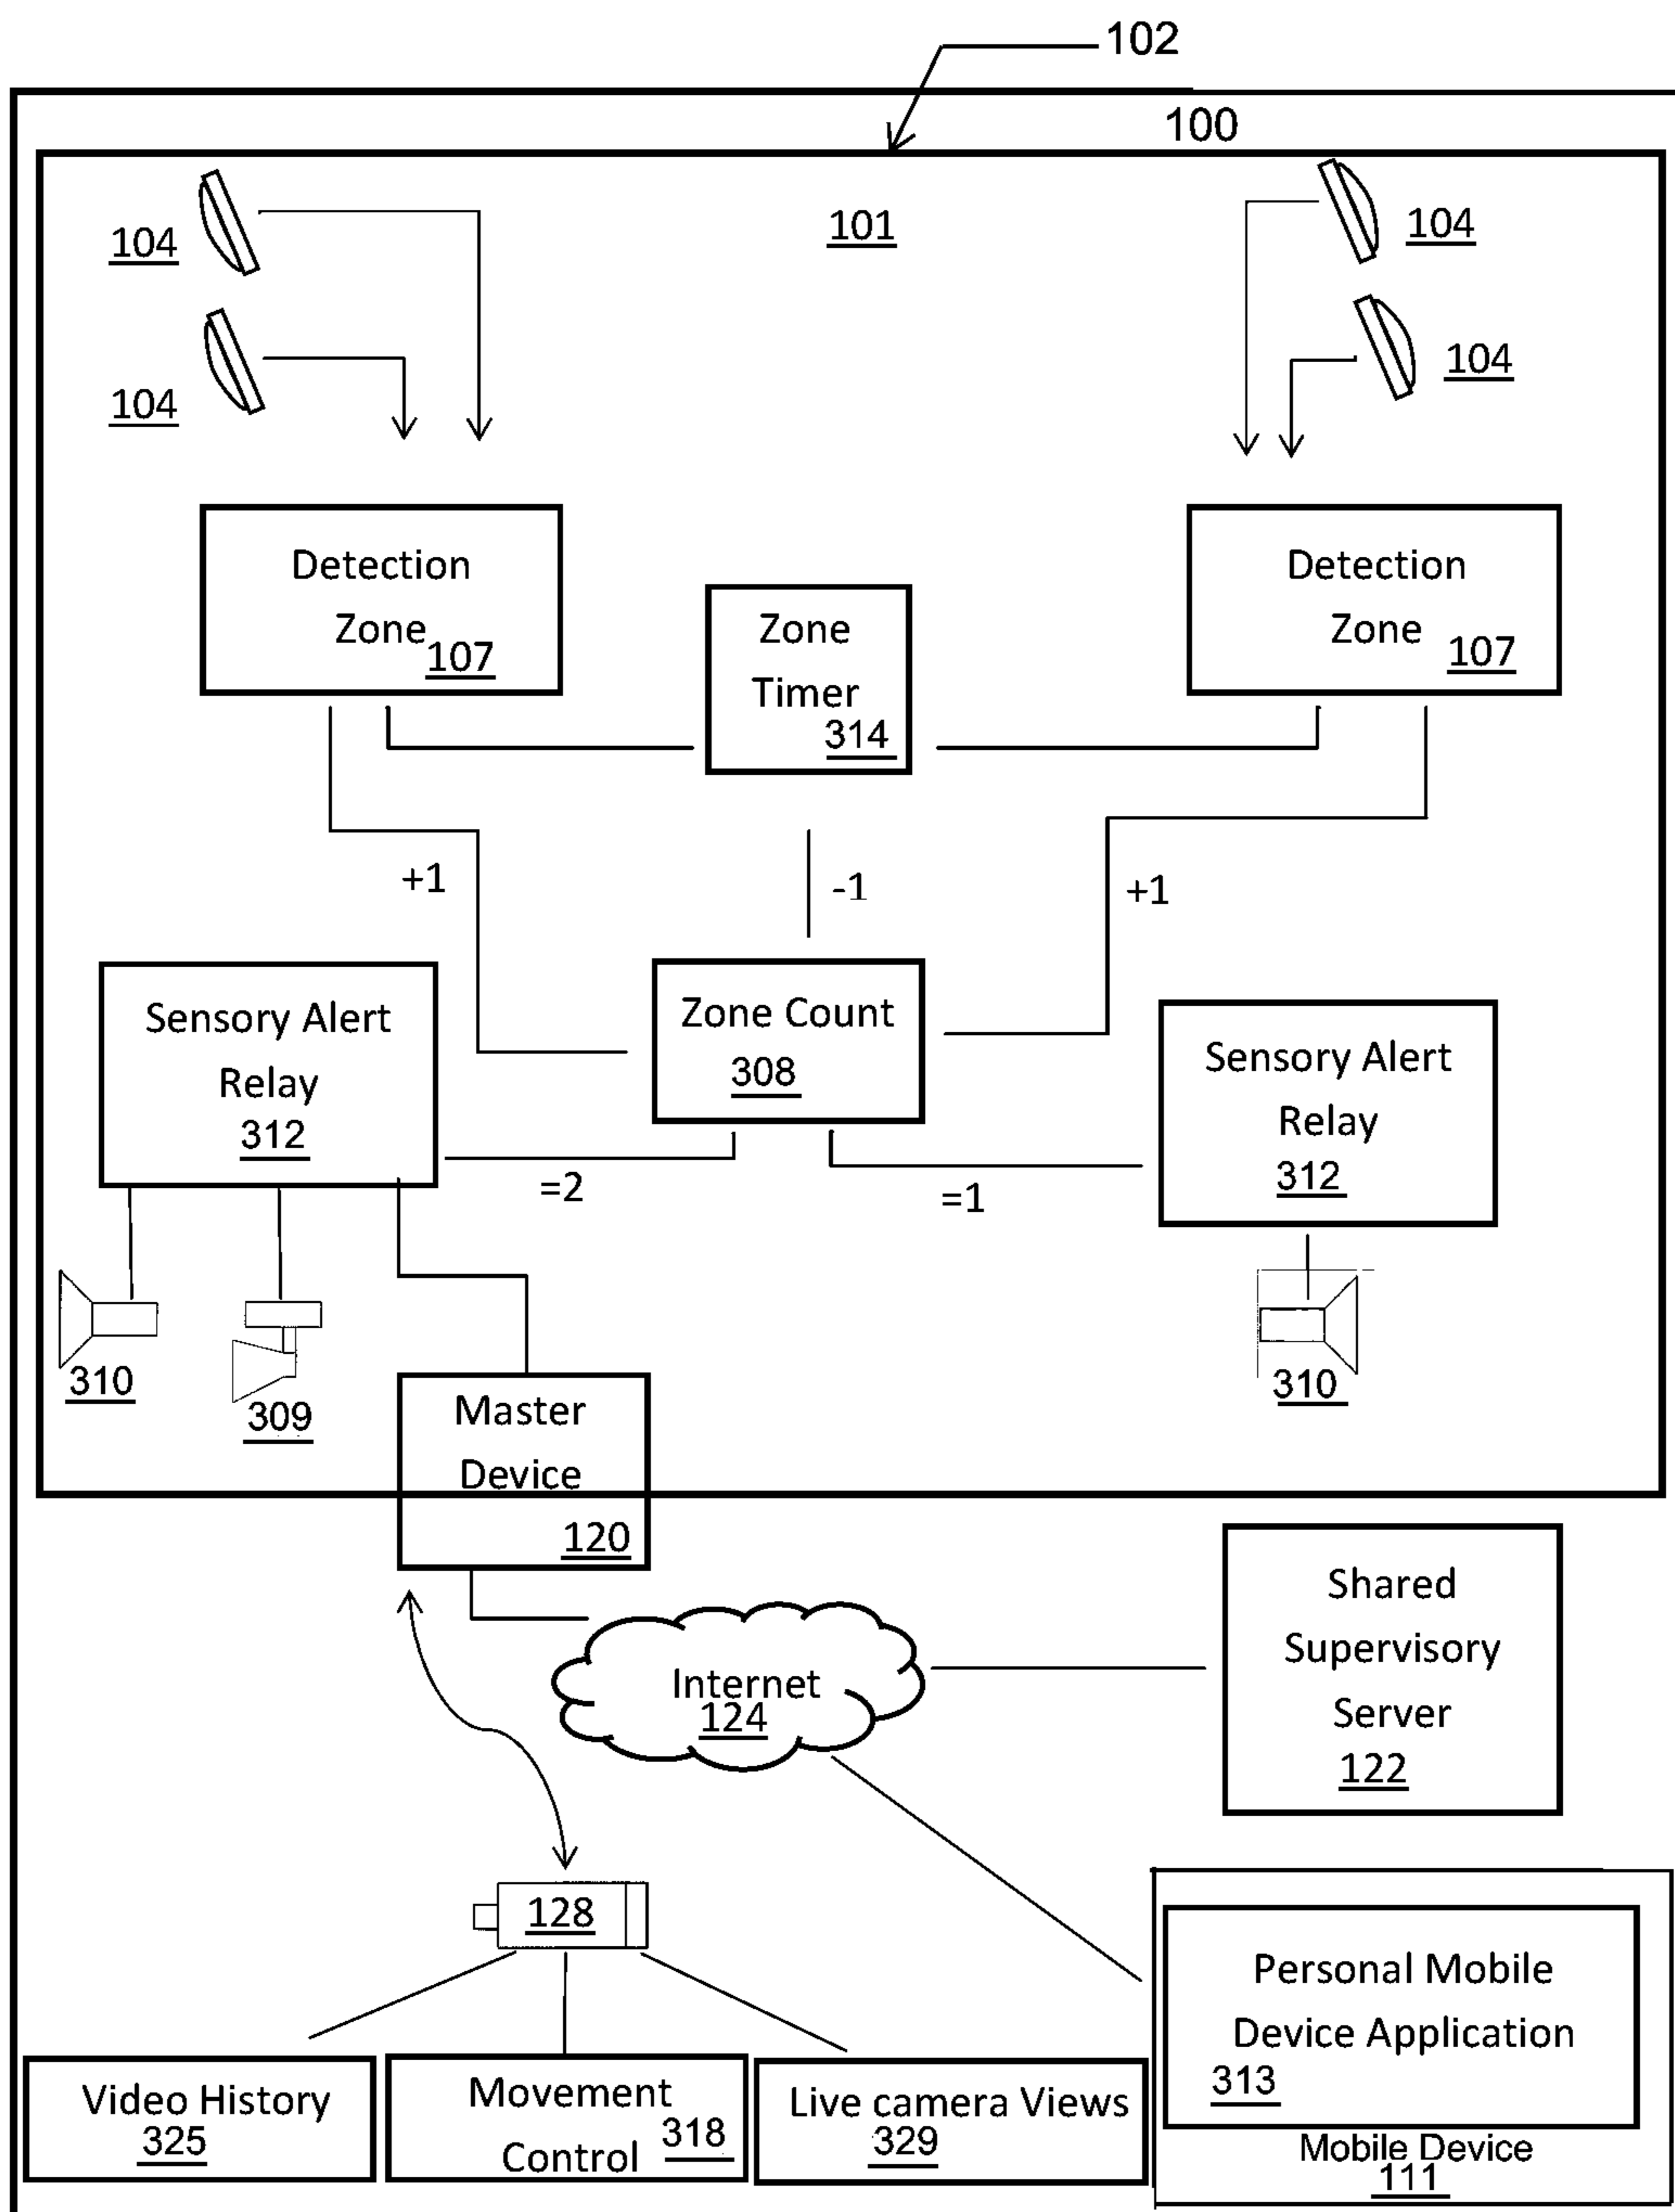 102
100
104
101
104
104
104
Detection
Zone 107
Zone
Timer
314
Detection
Zone 107
+1
-1
+1
Sensory Alert
Relay
312
Zone Count
308
Sensory Alert
Relay
312
=2
=1
310
309
310
Master
Device
120
Internet
124
Shared
Supervisory
Server
122
128
Personal Mobile
Device Application
313
Mobile Device
111
Video History
325
Movement
Control 318
Live camera Views
329